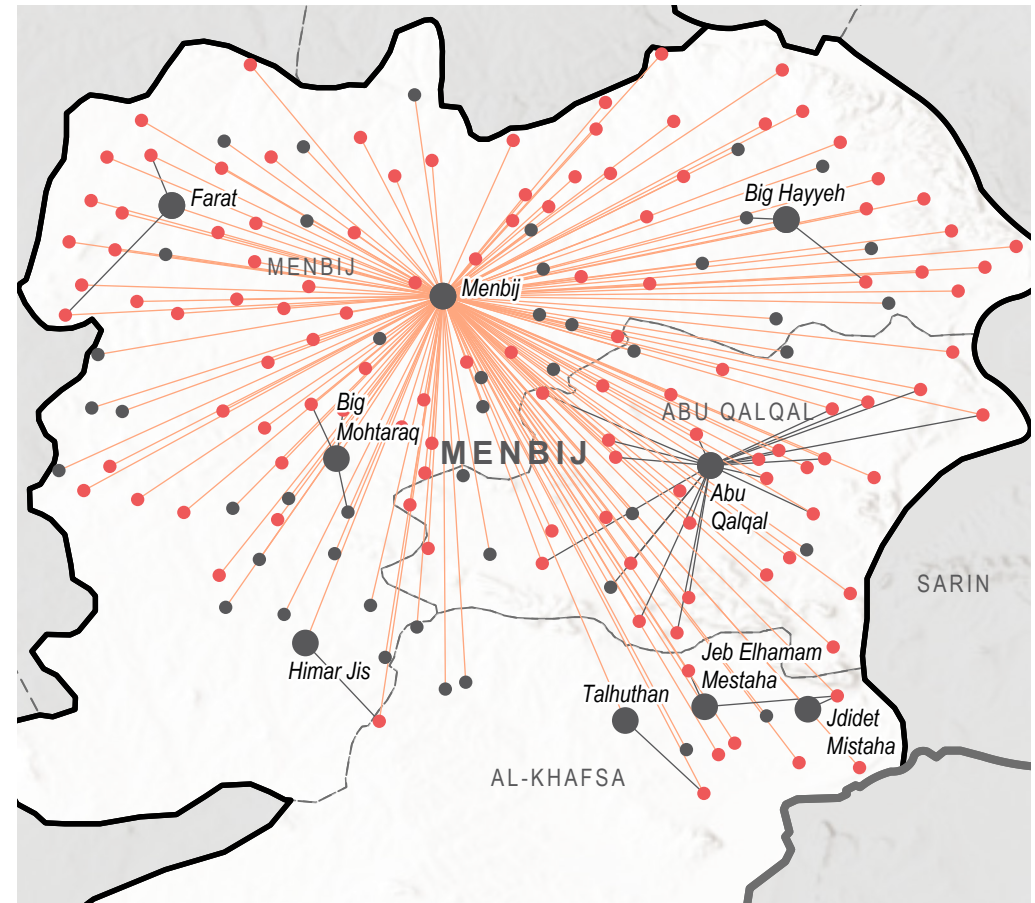 Farat
Big Hayyeh
MENBIJ
Menbij
Big
Mohtaraq
ABU QALQAL
MENBIJ
Abu
Qalqal
SARIN
Himar Jis
Jeb Elhamam
Mestaha
Talhuthan
Jdidet
Mistaha
AL-KHAFSA